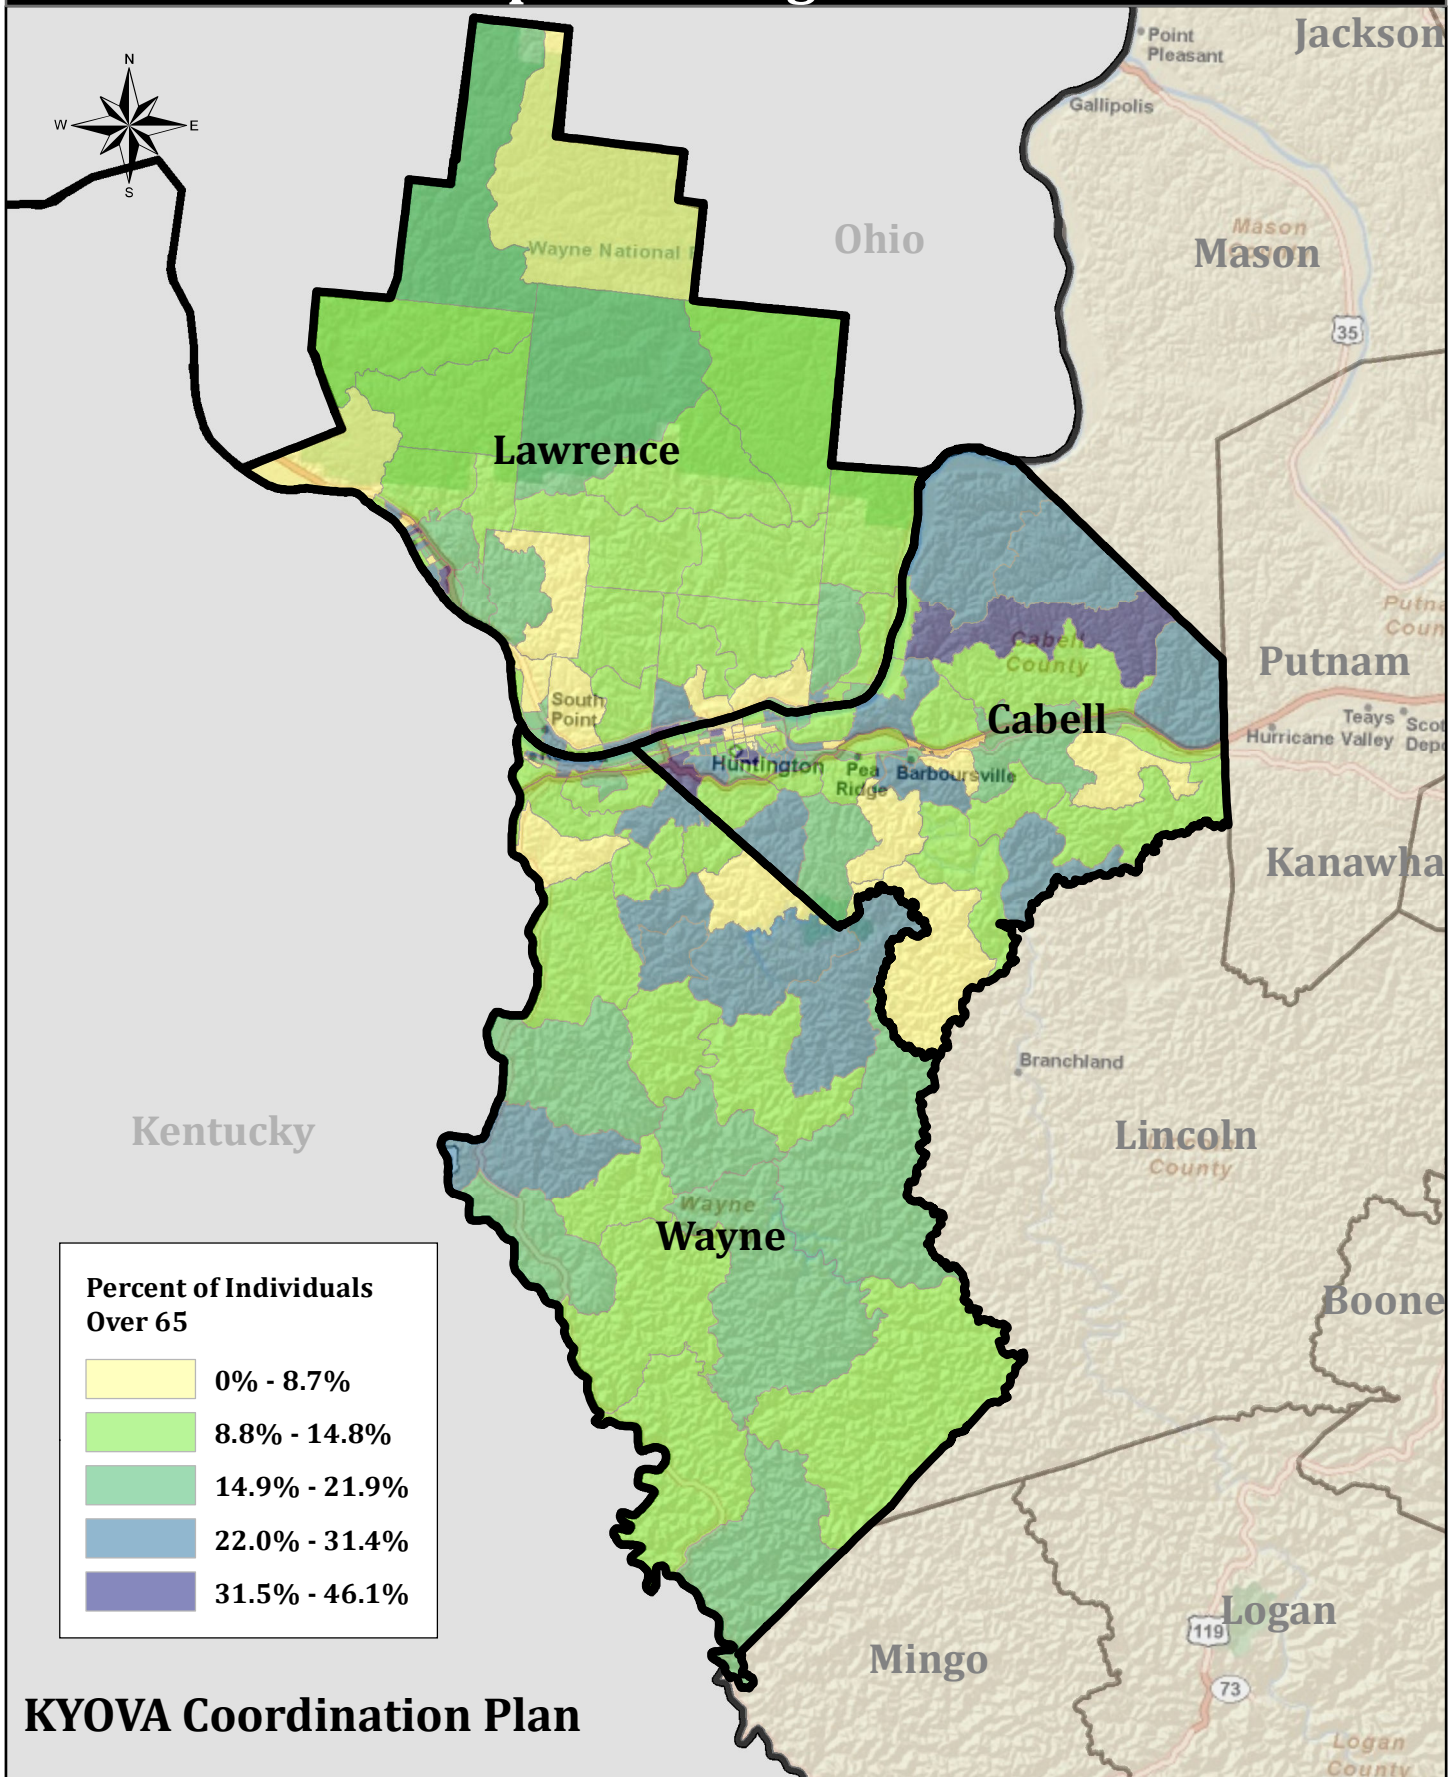 Jackson
Point
Pleasant
Gallipolis
N
W
E
S
Ohio
Mason
County
Mason
Wayne National
35
Lawrence
Cabell
County
Putnam
Cabell
South
Point
Teays
Hurricane Valley
Huntington
Pea
Ridge
Barboursville
Kanawha
Branchland
Kentucky
Lincoln
County
Wayne
Wayne
Boone
Percent of Individuals
Over 65
0% - 8.7%
8.8% - 14.8%
14.9% - 21.9%
22.0% - 31.4%
31.5% - 46.1%
Logan
119
Mingo
73
KYOVA Coordination Plan
Logan
County